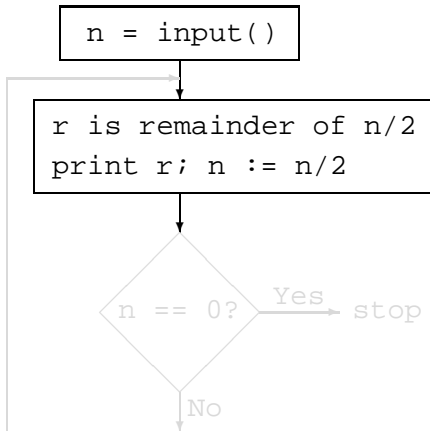 n = input()
r is remainder of n/2
print r; n := n/2
n == 0?
Yes
stop
No